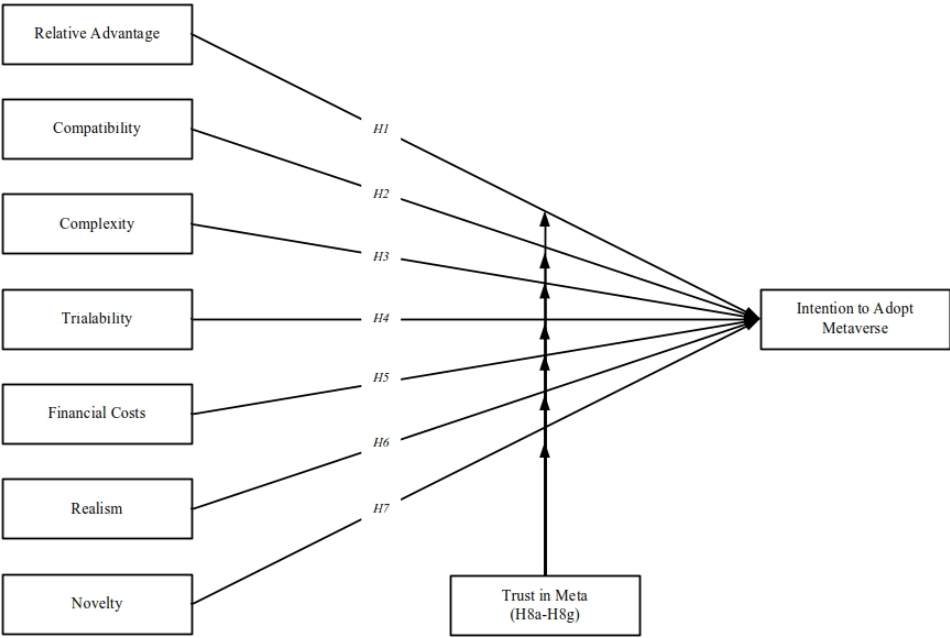 Relative Advantage
H1
Compatibility
H2
Complexity
H3
Trialability
H4
Intention to Adopt
Metaverse
Financial Costs
H5
Realism
H6
Novelty
H7
Trust in Meta
(H8a-H8g)